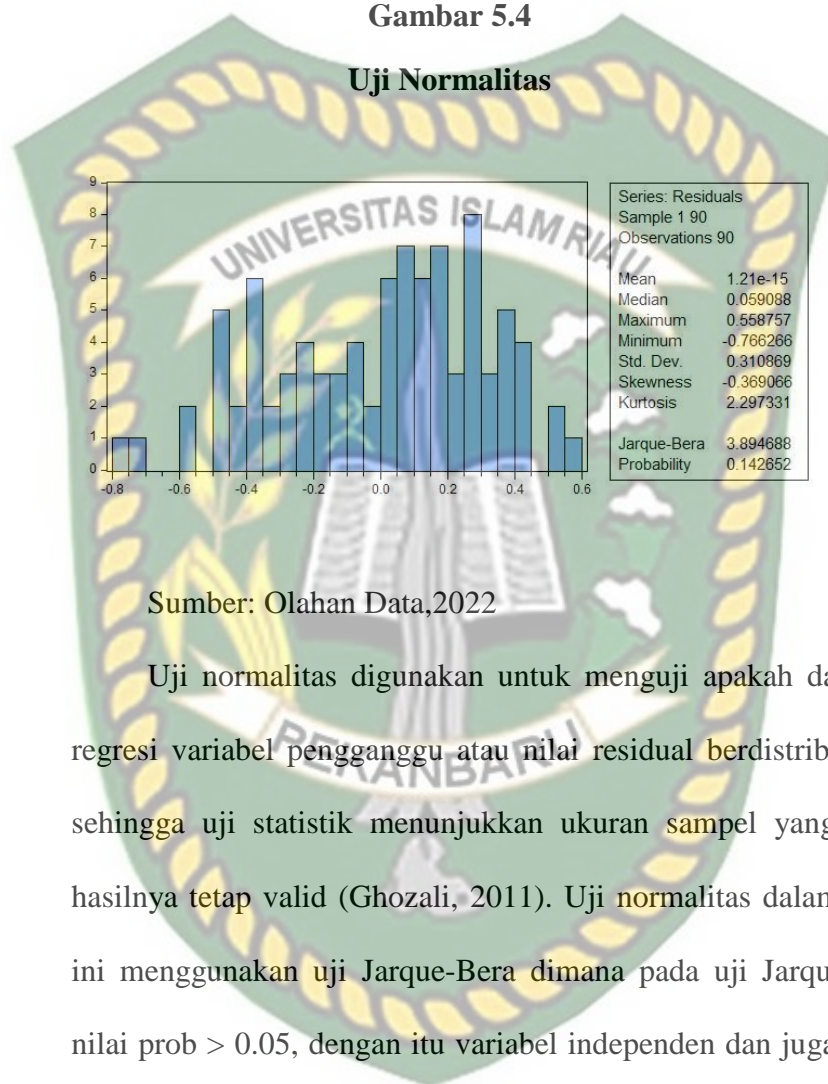 Gambar 5.4
Uji Normalitas
UNIVERSITAS ISLAM RIAU
9
8
7
6
5
4
3
2
1
0
-0.8 -0.6 -0.4 -0.2 0.0 0.2 0.4 0.6
Series: Residuals
Sample 1 90
Observations 90
Mean 1.21e-15
Median 0.059088
Maximum 0.558757
Minimum -0.766266
Std. Dev. 0.310869
Skewness -0.369066
Kurtosis 2.297331
Jarque-Bera 3.894688
Probability 0.142652
Sumber: Olahan Data,2022
Uji normalitas digunakan untuk menguji apakah da
regresi variabel pengganggu atau nilai residual berdistrib
PEKANBARU
sehingga uji statistik menunjukkan ukuran sampel yang
hasilnya tetap valid (Ghozali, 2011). Uji normalitas dalam
ini menggunakan uji Jarque-Bera dimana pada uji Jarqu
nilai prob > 0.05, dengan itu variabel independen dan juga